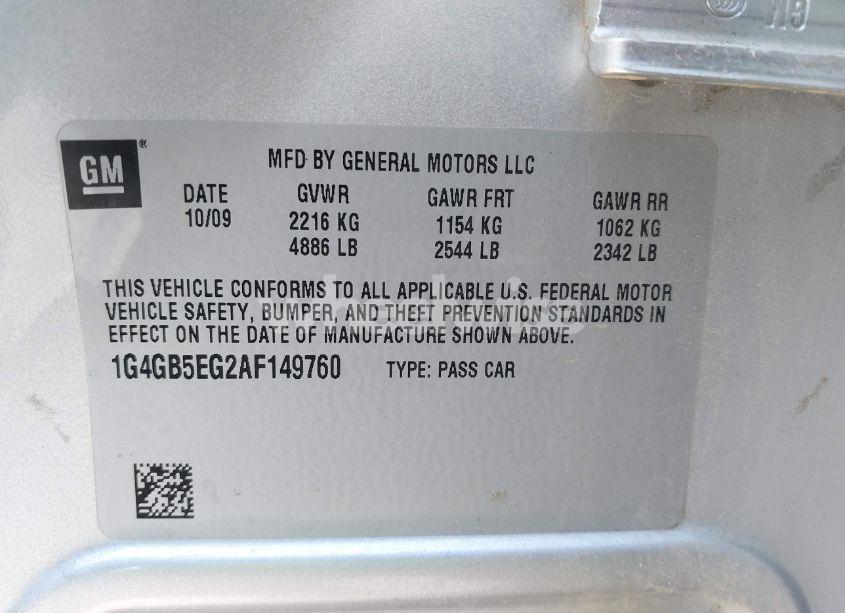 GM
MFD BY GENERAL MOTORS LLC
DATE GVWR GAWR FRT GAWR RR
10/09 2216 KG 1154 KG 1062 KG
4886 LB 2544 LB 2342 LB
THIS VEHICLE CONFORMS TO ALL APPLICABLE U.S. FEDERAL MOTOR
VEHICLE SAFETY, BUMPER, AND THEFT PREVENTION STANDARDS IN
EFFECT ON THE DATE OF MANUFACTURE SHOWN ABOVE.
1G4GB5EG2AF149760 TYPE: PASS CAR